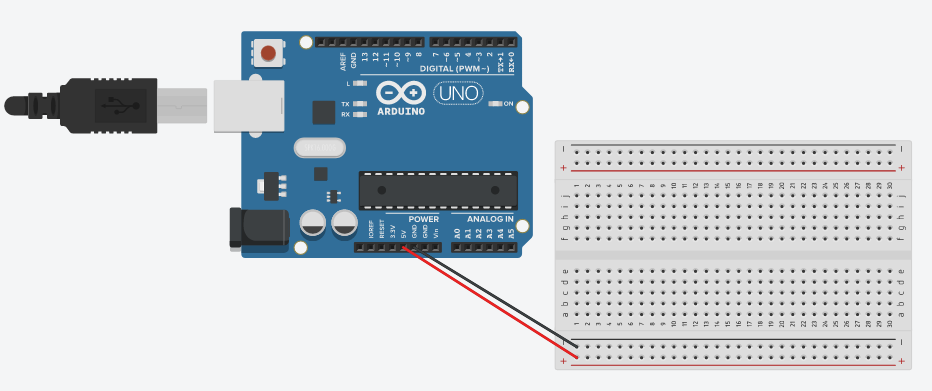 AREF
GND
13
12
~11
~10
~9
8
7
~6
~5
4
~3
2
TX→1
RX←0
DIGITAL (PWM~)
L
TX
RX
ARDUINO
UNO
ON
POWER
ANALOG IN
IOREF
RESET
3.3V
5V
GND
GND
Vin
A0
A1
A2
A3
A4
A5
- -
+ +
1 2 3 4 5 6 7 8 9 10 11 12 13 14 15 16 17 18 19 20 21 22 23 24 25 26 27 28 29 30
j j
i i
h h
g g
f f
e e
d d
c c
b b
a a
1 2 3 4 5 6 7 8 9 10 11 12 13 14 15 16 17 18 19 20 21 22 23 24 25 26 27 28 29 30
- -
+ +